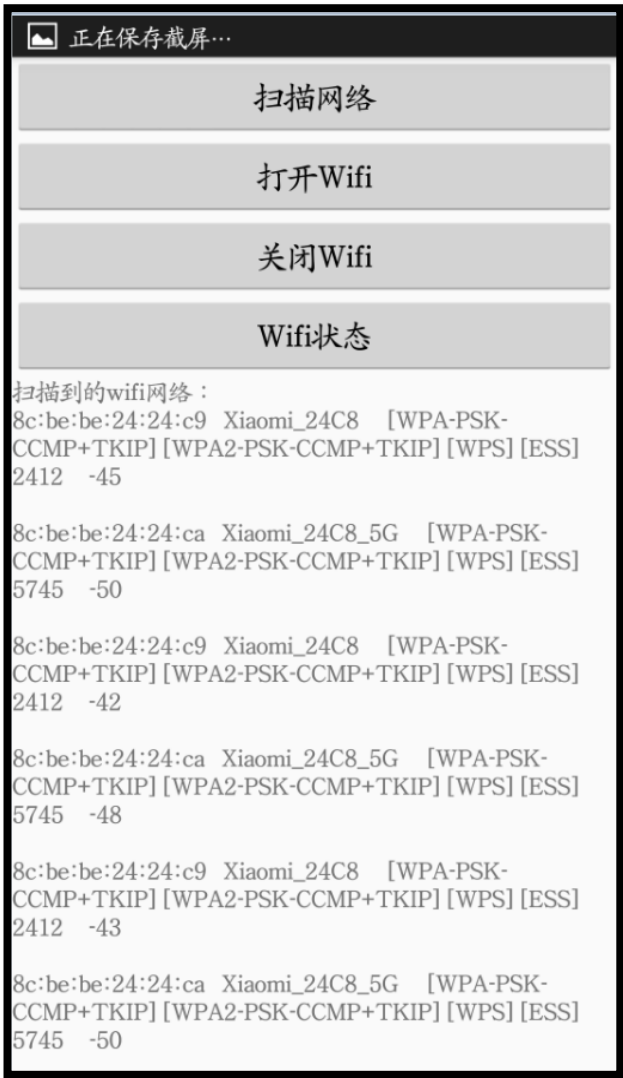 正在保存截屏…
扫描网络
打开Wifi
关闭Wifi
Wifi状态
扫描到的wifi网络：
8c:be:be:24:24:c9 Xiaomi_24C8 [WPA-PSK-
CCMP+TKIP][WPA2-PSK-CCMP+TKIP][WPS][ESS]
2412 -45
8c:be:be:24:24:ca Xiaomi_24C8_5G [WPA-PSK-
CCMP+TKIP][WPA2-PSK-CCMP+TKIP][WPS][ESS]
5745 -50
8c:be:be:24:24:c9 Xiaomi_24C8 [WPA-PSK-
CCMP+TKIP][WPA2-PSK-CCMP+TKIP][WPS][ESS]
2412 -42
8c:be:be:24:24:ca Xiaomi_24C8_5G [WPA-PSK-
CCMP+TKIP][WPA2-PSK-CCMP+TKIP][WPS][ESS]
5745 -48
8c:be:be:24:24:c9 Xiaomi_24C8 [WPA-PSK-
CCMP+TKIP][WPA2-PSK-CCMP+TKIP][WPS][ESS]
2412 -43
8c:be:be:24:24:ca Xiaomi_24C8_5G [WPA-PSK-
CCMP+TKIP][WPA2-PSK-CCMP+TKIP][WPS][ESS]
5745 -50